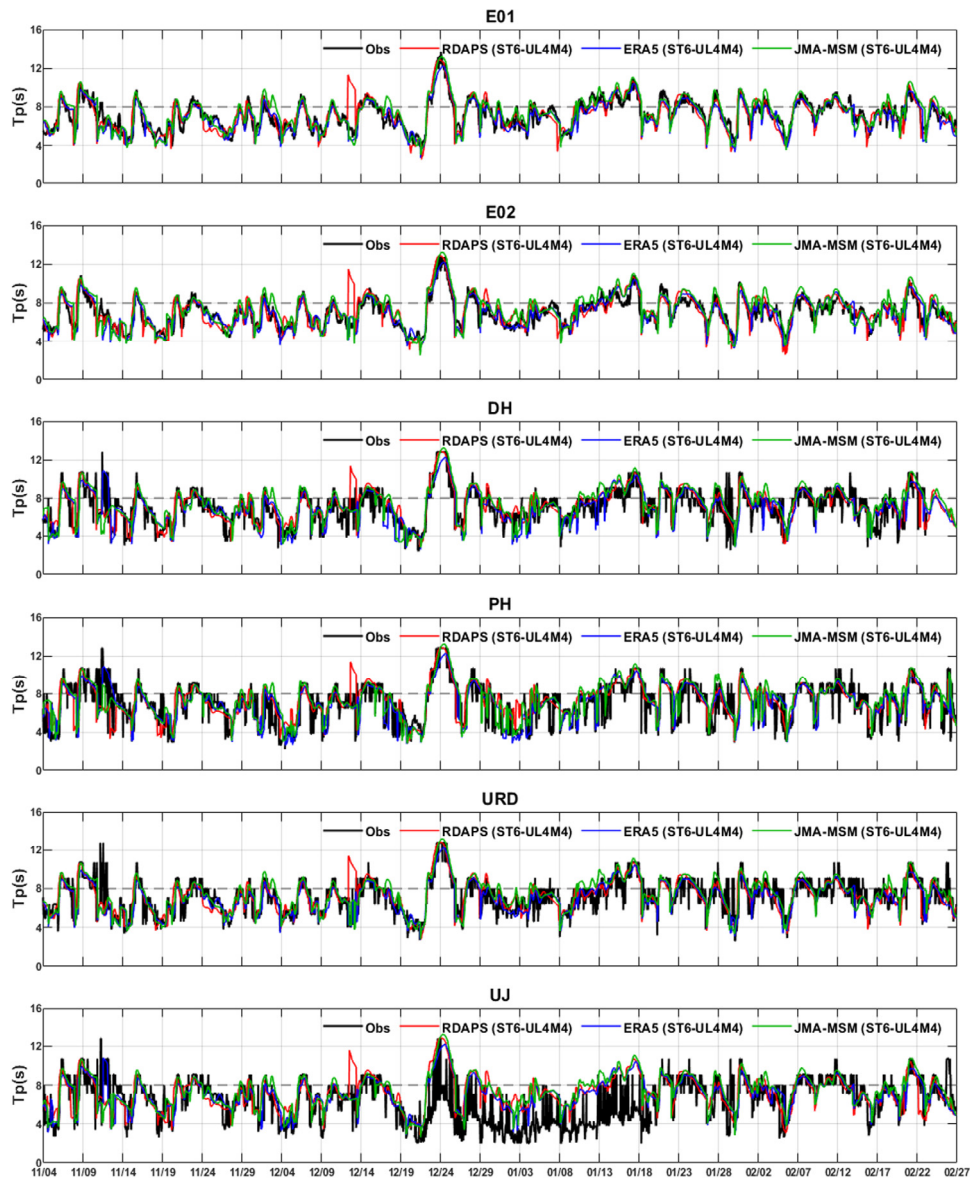 E01
16
Obs RDAPS (ST6-UL4M4) ERA5 (ST6-UL4M4) JMA-MSM (ST6-UL4M4)
12
Tp(s)
8
4
0
E02
16
Obs RDAPS (ST6-UL4M4) ERA5 (ST6-UL4M4) JMA-MSM (ST6-UL4M4)
12
Tp(s)
8
4
0
DH
16
Obs RDAPS (ST6-UL4M4) ERA5 (ST6-UL4M4) JMA-MSM (ST6-UL4M4)
12
Tp(s)
8
4
0
PH
16
Obs RDAPS (ST6-UL4M4) ERA5 (ST6-UL4M4) JMA-MSM (ST6-UL4M4)
12
Tp(s)
8
4
0
URD
16
Obs RDAPS (ST6-UL4M4) ERA5 (ST6-UL4M4) JMA-MSM (ST6-UL4M4)
12
Tp(s)
8
4
0
UJ
16
Obs RDAPS (ST6-UL4M4) ERA5 (ST6-UL4M4) JMA-MSM (ST6-UL4M4)
12
Tp(s)
8
4
0
11/04 11/09 11/14 11/19 11/24 11/29 12/04 12/09 12/14 12/19 12/24 12/29 01/03 01/08 01/13 01/18 01/23 01/28 02/02 02/07 02/12 02/17 02/22 02/27